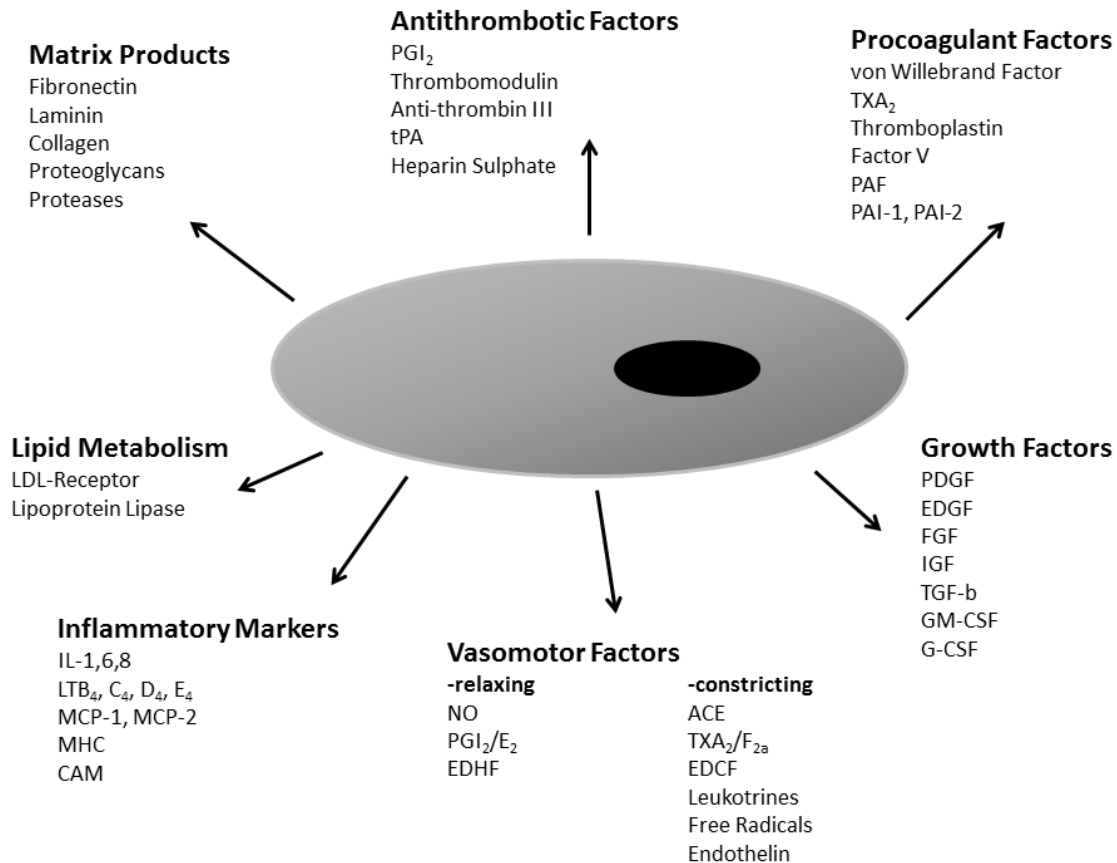 Matrix Products
Fibronectin
Laminin
Collagen
Proteoglycans
Proteases
Antithrombotic Factors
PGI₂
Thrombomodulin
Anti-thrombin III
tPA
Heparin Sulphate
Procoagulant Factors
von Willebrand Factor
TXA₂
Thromboplastin
Factor V
PAF
PAI-1, PAI-2
Lipid Metabolism
LDL-Receptor
Lipoprotein Lipase
Growth Factors
PDGF
EDGF
FGF
IGF
TGF-b
GM-CSF
G-CSF
Inflammatory Markers
IL-1,6,8
LTB₄, C₄, D₄, E₄
MCP-1, MCP-2
MHC
CAM
Vasomotor Factors
-relaxing
NO
PGI₂/E₂
EDHF
-constricting
ACE
TXA₂/F₂ₐ
EDCF
Leukotrines
Free Radicals
Endothelin